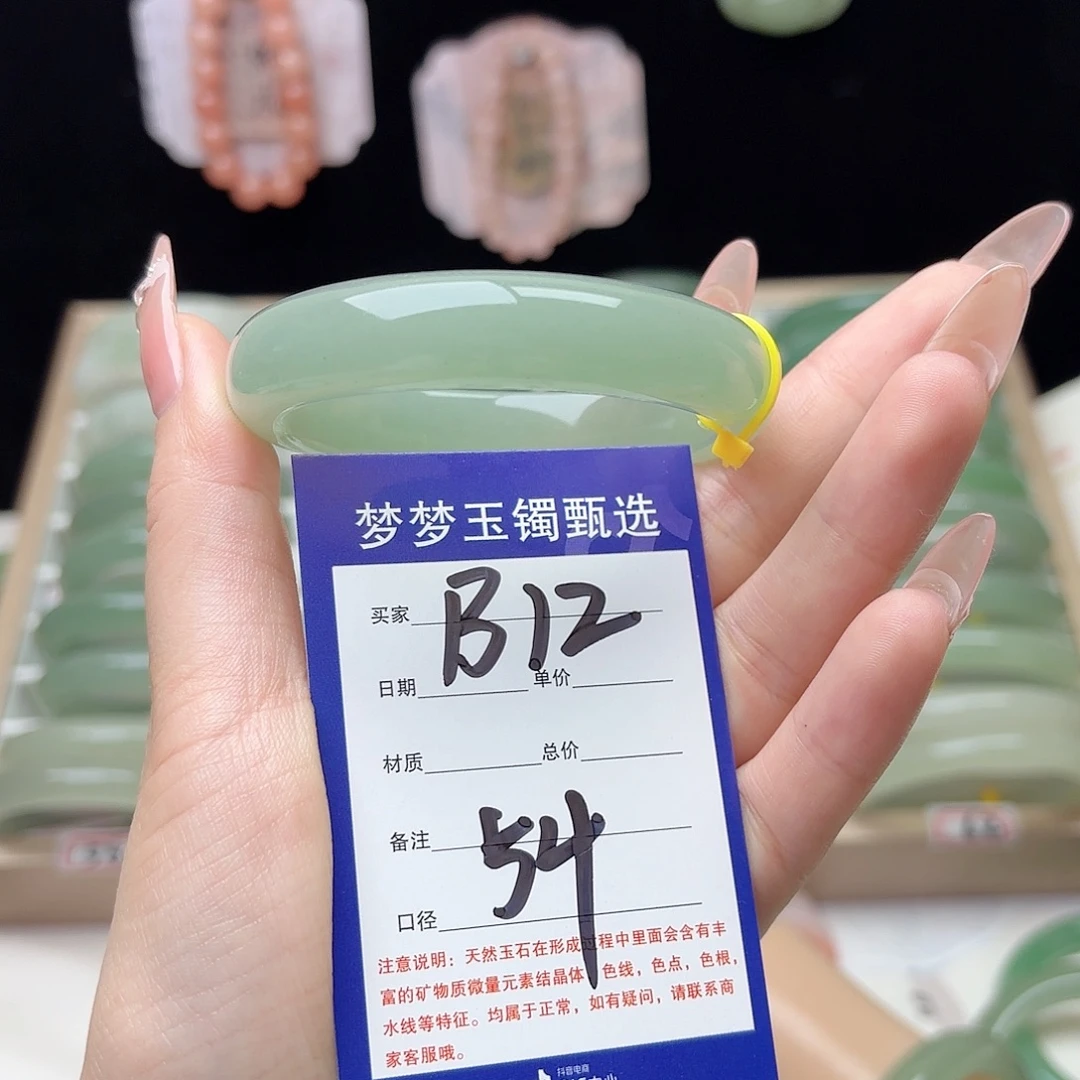 梦梦玉镯甄选
买家 B12
日期 单价
材质 总价
备注 54
口径
注意说明：天然玉石在形成过程中里面会含有丰
富的矿物质微量元素结晶体 色线，色点，色根，
水线等特征。均属于正常，如有疑问，请联系商
家客服哦。
抖音电商